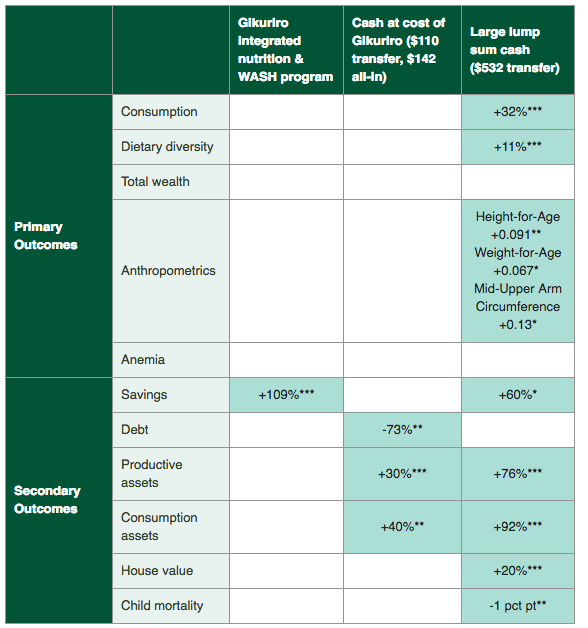 Gikuriro
integrated
nutrition &
WASH program
Cash at cost of
Gikuriro ($110
transfer, $142
all-in)
Large lump
sum cash
($532 transfer)
Primary
Outcomes
Consumption
+32%***
Dietary diversity
+11%***
Total wealth
Anthropometrics
Height-for-Age
+0.091**
Weight-for-Age
+0.067*
Mid-Upper Arm
Circumference
+0.13*
Anemia
Secondary
Outcomes
Savings
+109%***
+60%*
Debt
-73%**
Productive
assets
+30%***
+76%***
Consumption
assets
+40%**
+92%***
House value
+20%***
Child mortality
-1 pct pt**